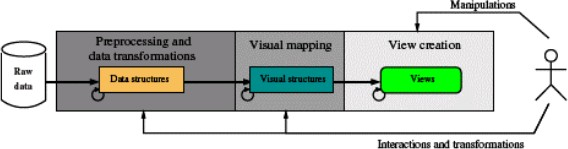 Manipulations
Preprocessing and
data transformations
Visual mapping
View creation
Raw
data
Data structures
Visual structures
Views
Interactions and transformations